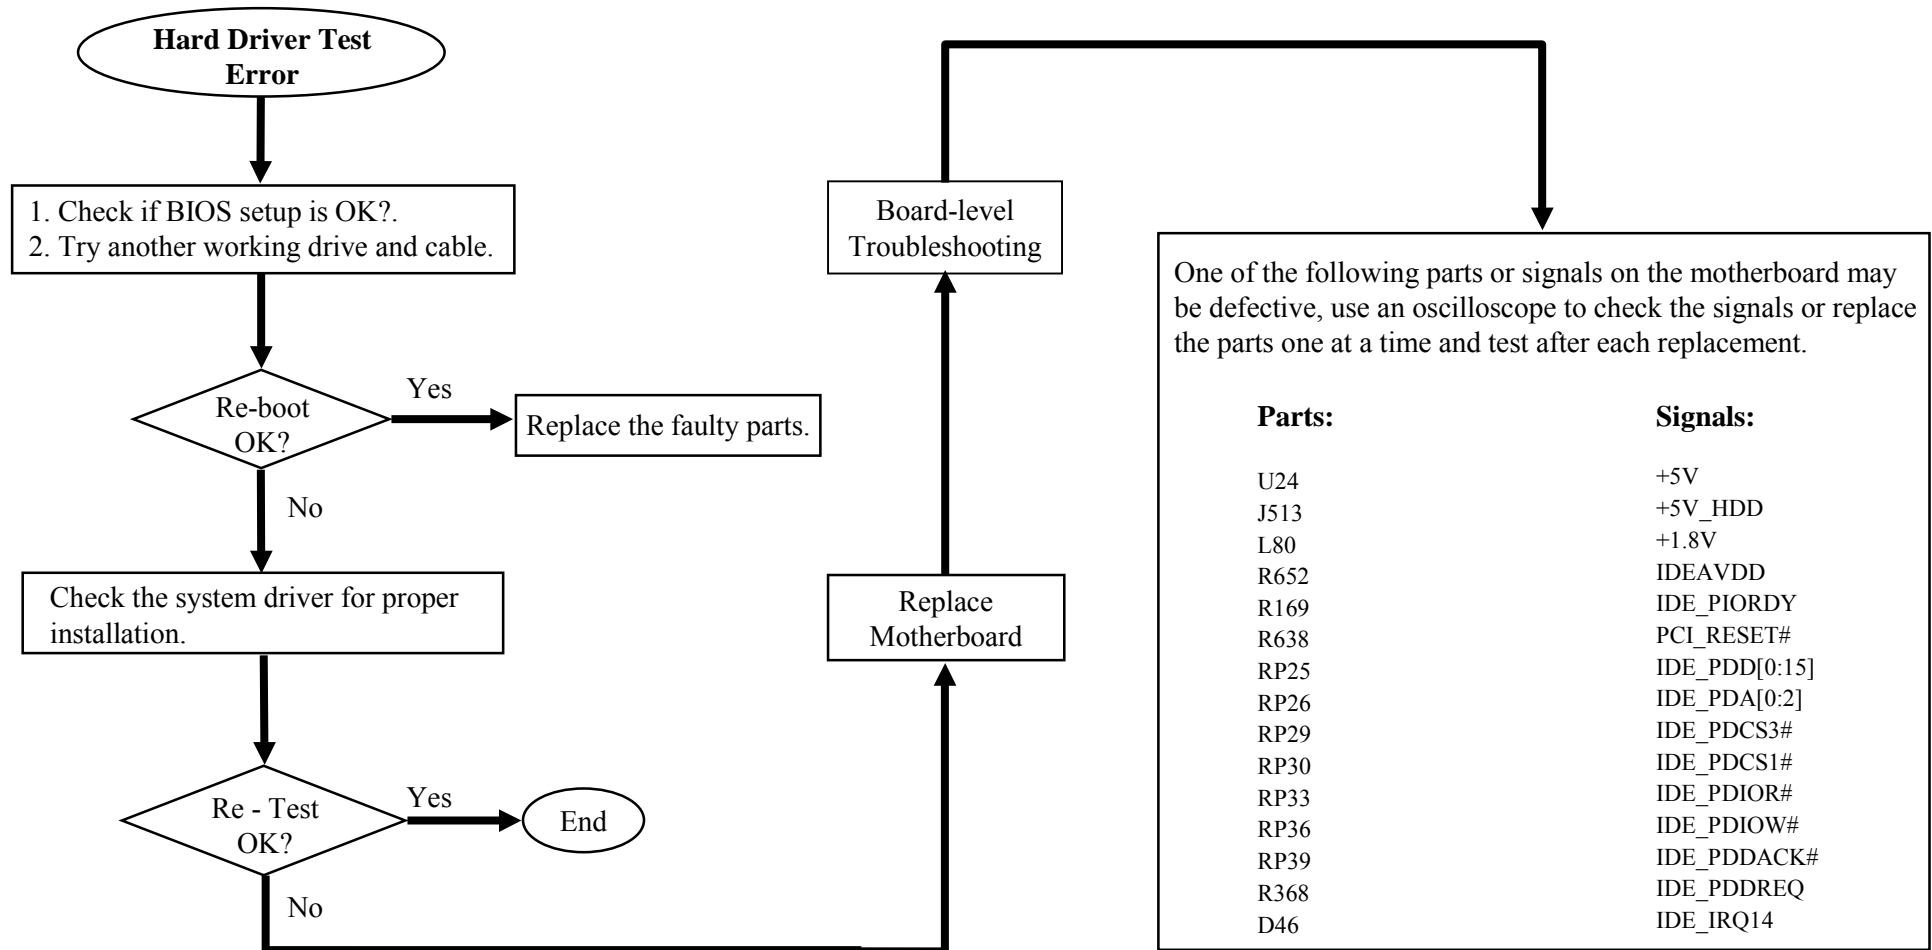 Hard Driver Test
Error
1. Check if BIOS setup is OK?.
2. Try another working drive and cable.
Re-boot
OK?
Yes
Replace the faulty parts.
No
Check the system driver for proper
installation.
Re - Test
OK?
Yes
End
No
Replace
Motherboard
Board-level
Troubleshooting
One of the following parts or signals on the motherboard may
be defective, use an oscilloscope to check the signals or replace
the parts one at a time and test after each replacement.
Parts:
U24
J513
L80
R652
R169
R638
RP25
RP26
RP29
RP30
RP33
RP36
RP39
R368
D46
Signals:
+5V
+5V_HDD
+1.8V
IDEAVDD
IDE_PIORDY
PCI_RESET#
IDE_PDD[0:15]
IDE_PDA[0:2]
IDE_PDCS3#
IDE_PDCS1#
IDE_PDIOR#
IDE_PDIOW#
IDE_PDDACK#
IDE_PDDREQ
IDE_IRQ14